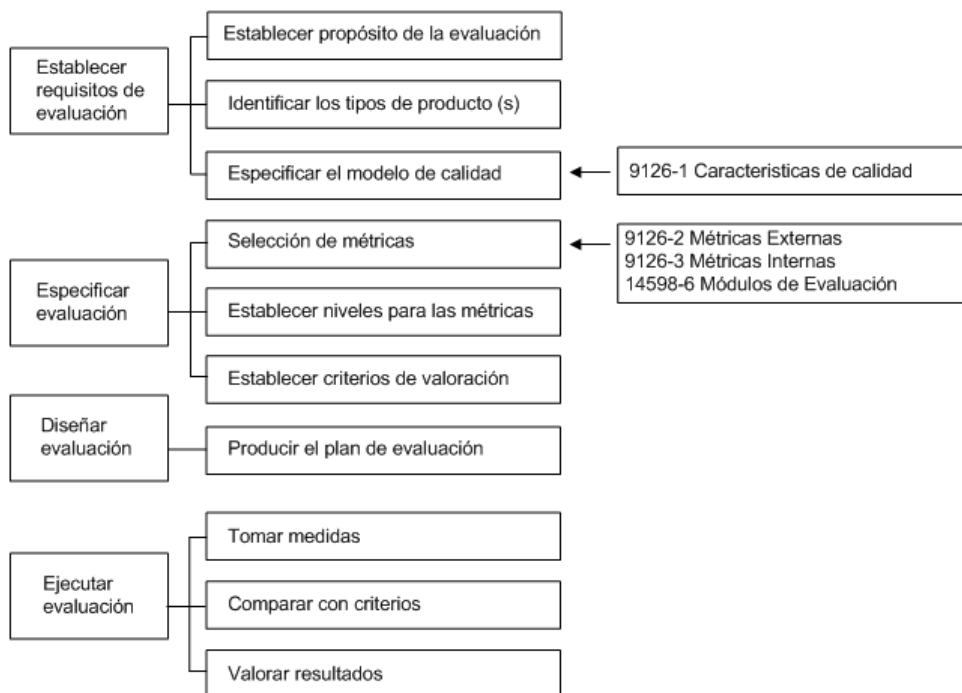 Establecer propósito de la evaluación
Establecer
requisitos de
evaluación
Identificar los tipos de producto (s)
Especificar el modelo de calidad
9126-1 Caracteristicas de calidad
Selección de métricas
9126-2 Métricas Externas
9126-3 Métricas Internas
14598-6 Módulos de Evaluación
Especificar
evaluación
Establecer niveles para las métricas
Establecer criterios de valoración
Diseñar
evaluación
Producir el plan de evaluación
Tomar medidas
Ejecutar
evaluación
Comparar con criterios
Valorar resultados